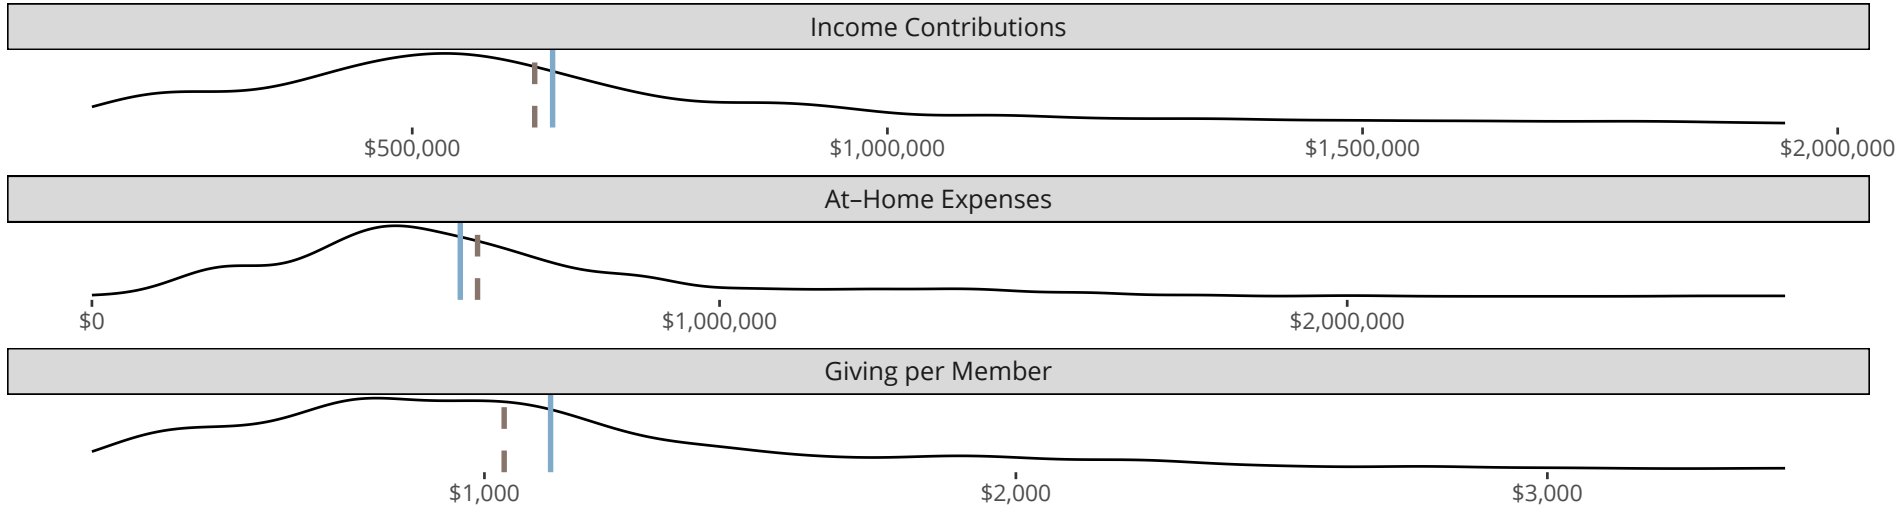 Income Contributions
$500,000 $1,000,000 $1,500,000 $2,000,000
At–Home Expenses
$0 $1,000,000 $2,000,000
Giving per Member
$1,000 $2,000 $3,000